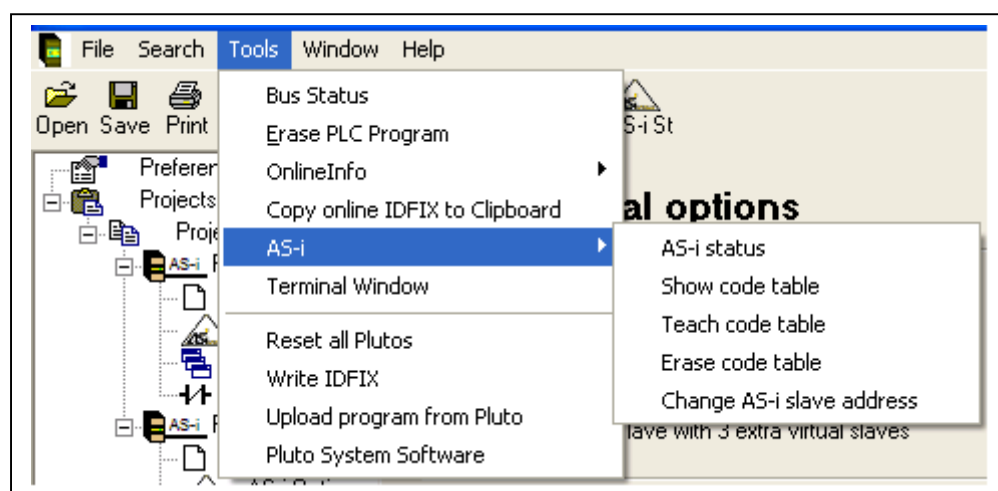 File Search Tools Window Help
Open Save Print
Bus Status
Erase PLC Program
OnlineInfo
Copy online IDFIX to Clipboard
AS-i
Terminal Window
Reset all Plutos
Write IDFIX
Upload program from Pluto
Pluto System Software
AS-i status
Show code table
Teach code table
Erase code table
Change AS-i slave address
S-i St
al options
with 3 extra virtual slaves
Preferen
Projects
Proje
AS-i
AS-i